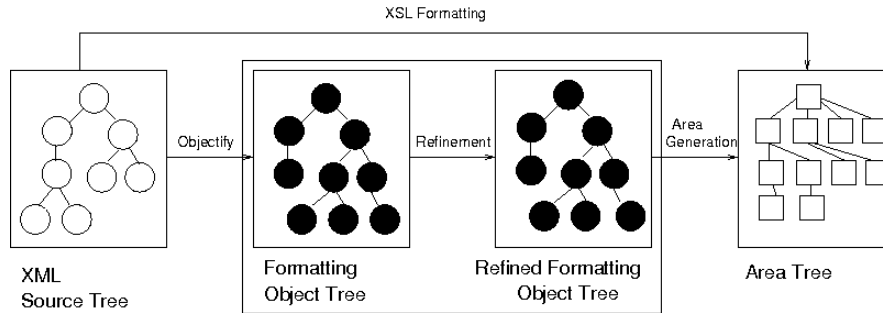 XSL Formatting
Objectify
Refinement
Area
Generation
XML
Source Tree
Formatting
Object Tree
Refined Formatting
Object Tree
Area Tree